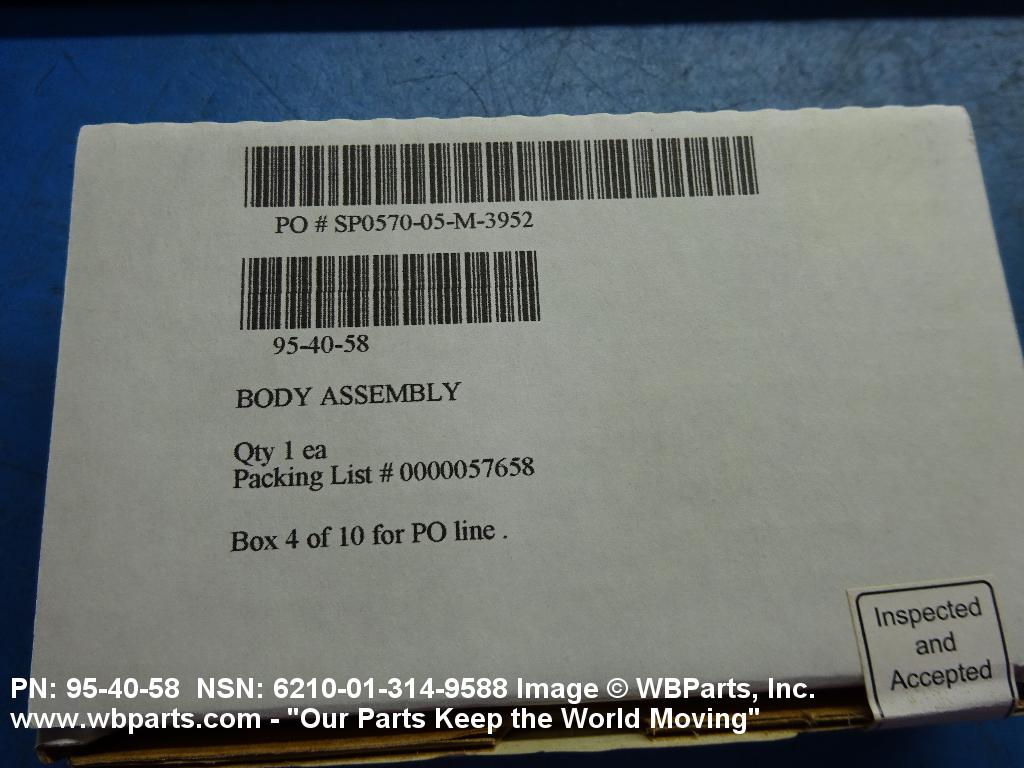 PO # SP0570-05-M-3952
95-40-58
BODY ASSEMBLY
Qty 1 ea
Packing List # 0000057658
Box 4 of 10 for PO line .
Inspected
and
Accepted
PN: 95-40-58  NSN: 6210-01-314-9588 Image © WBParts, Inc.
www.wbparts.com - "Our Parts Keep the World Moving"